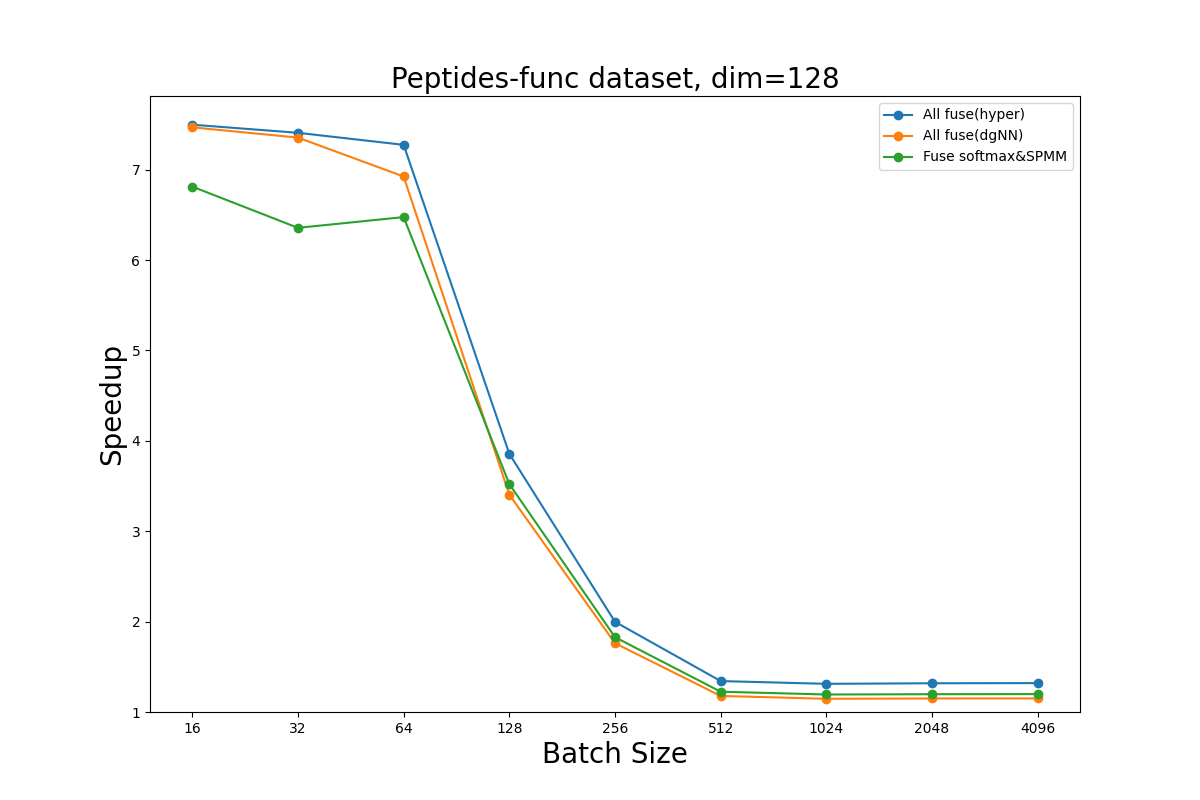 Peptides-func dataset, dim=128
All fuse(hyper)
All fuse(dgNN)
Fuse softmax&SPMM
Speedup
7
6
5
4
3
2
1
16 32 64 128 256 512 1024 2048 4096
Batch Size